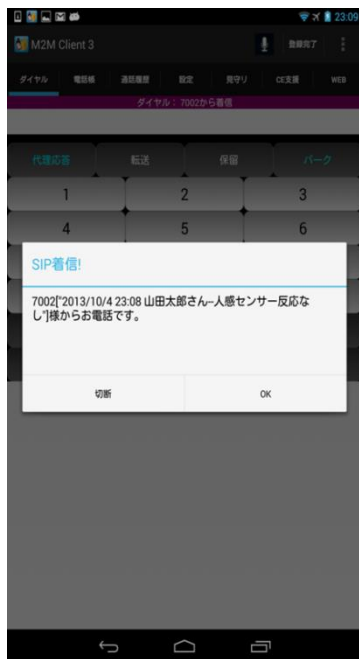 23:09
M2M Client 3
登録完了
ダイヤル 電話帳 通話履歴 設定 見守り CE支援 WEB
ダイヤル：7002から着信
代理応答 転送 保留 パーク
1 2 3
4 5 6
SIP着信!
7002["2013/10/4 23:08 山田太郎さん--人感センサー反応な
し"]様からお電話です。
切断 OK